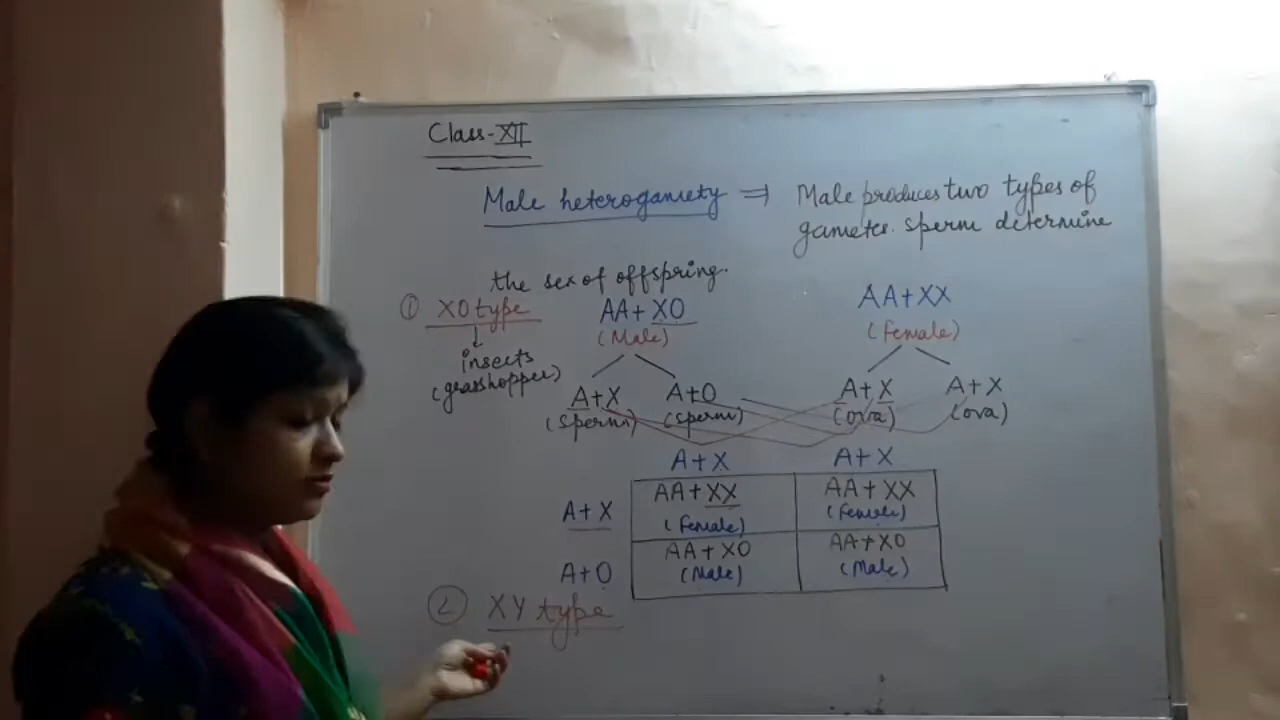 Class-XII
Male heterogamety ⇒ Male produces two types of
gametes. Sperm determine
the sex of offspring.
① XO type
↓
insects
(grasshopper)
AA+ XO
(Male)
AA+XX
(female)
A+X
(sperm)
A+O
(sperm)
A+X
(ova)
A+X
(ova)
A+X A+X
A+X AA+XX AA+XX
(Female) (Female)
A+O AA+XO AA+XO
(Male) (Male)
② XY type